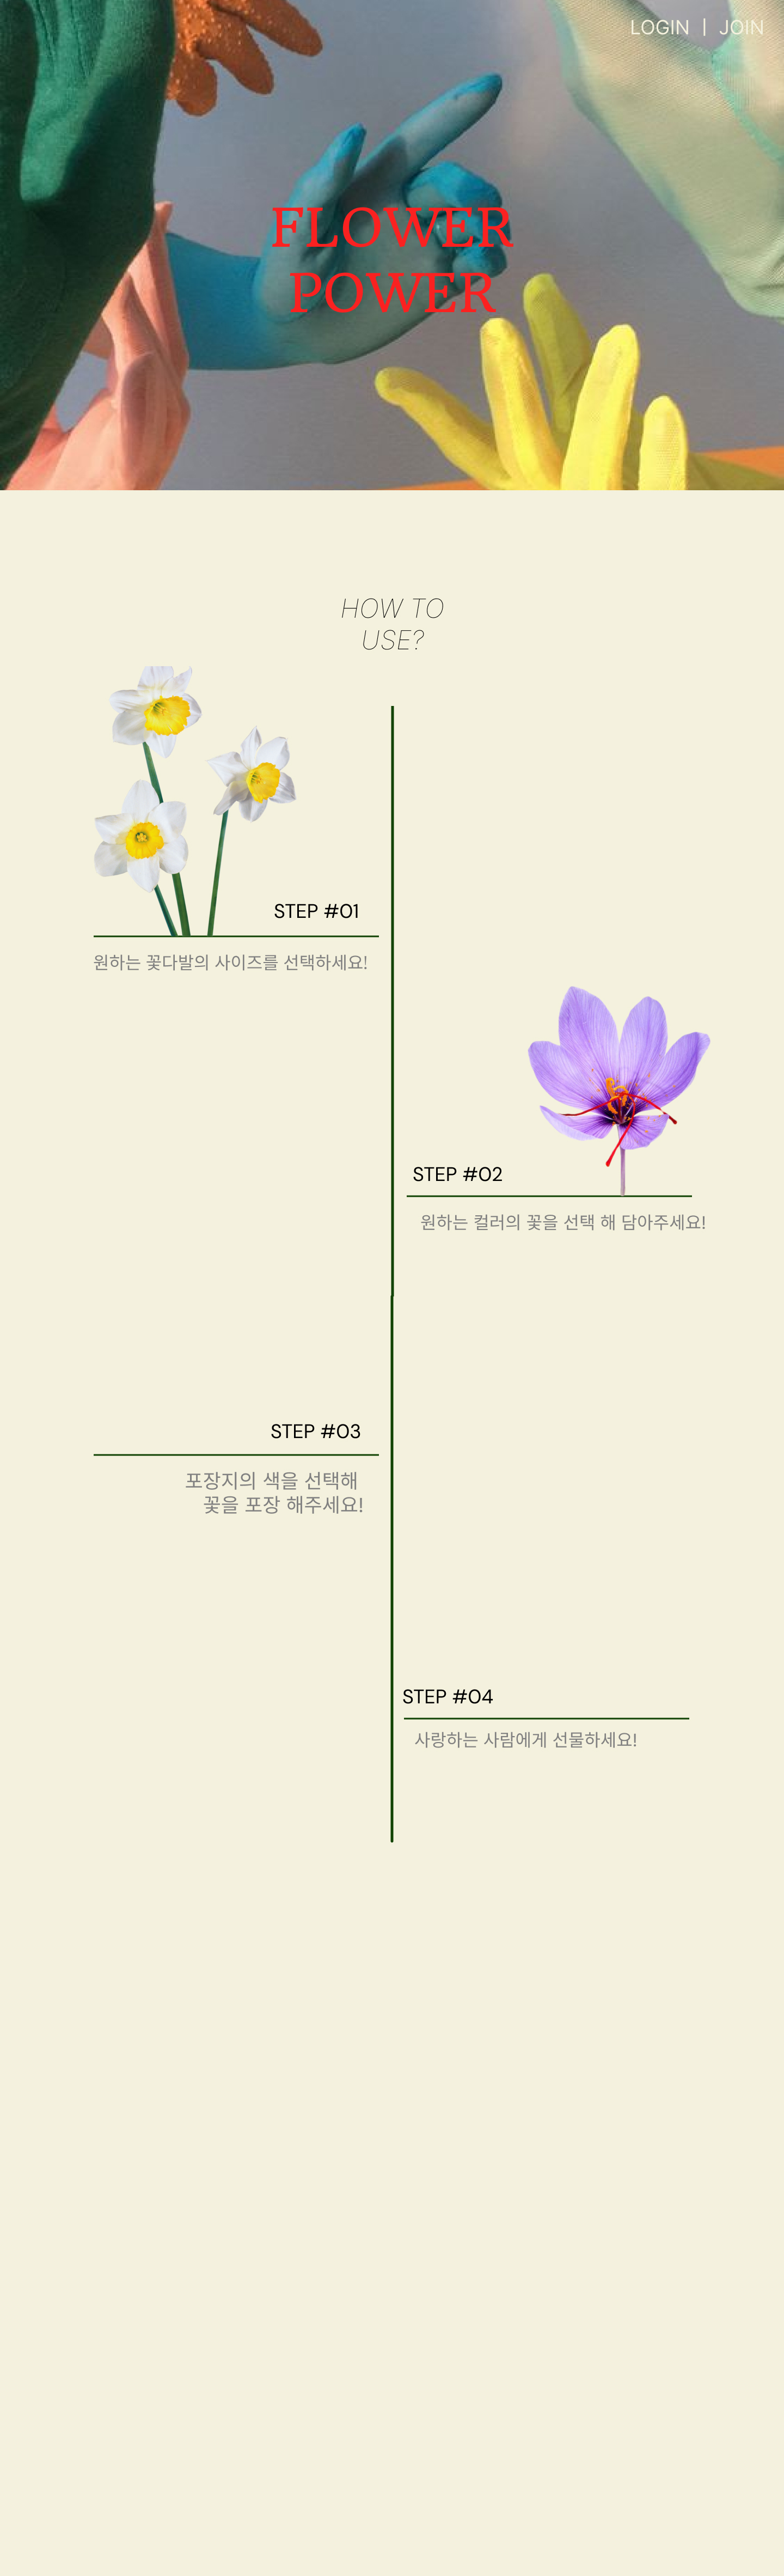 LOGIN | JOIN
FLOWER
POWER
HOW TO
USE?
STEP #01
원하는 꽃다발의 사이즈를 선택하세요!
STEP #02
원하는 컬러의 꽃을 선택 해 담아주세요!
STEP #03
포장지의 색을 선택해
꽃을 포장 해주세요!
STEP #04
사랑하는 사람에게 선물하세요!